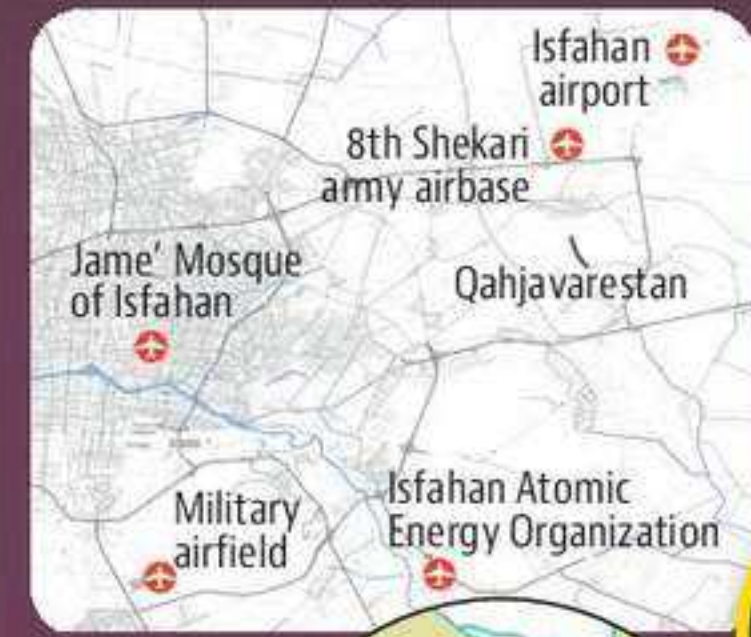 Isfahan
airport
8th Shekari
army airbase
Jame’ Mosque
of Isfahan
Qahjavarestan
Military
airfield
Isfahan Atomic
Energy Organization